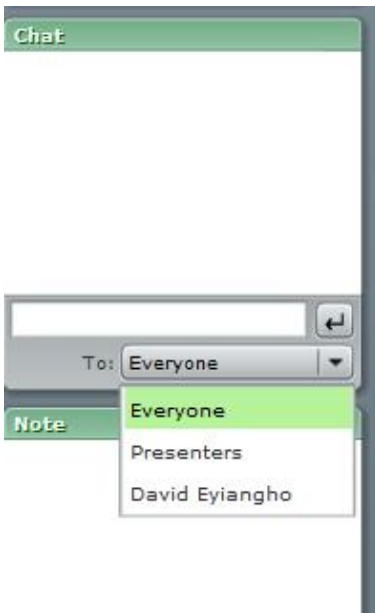 Chat
To: Everyone
Everyone
Note
Presenters
David Eyiangho